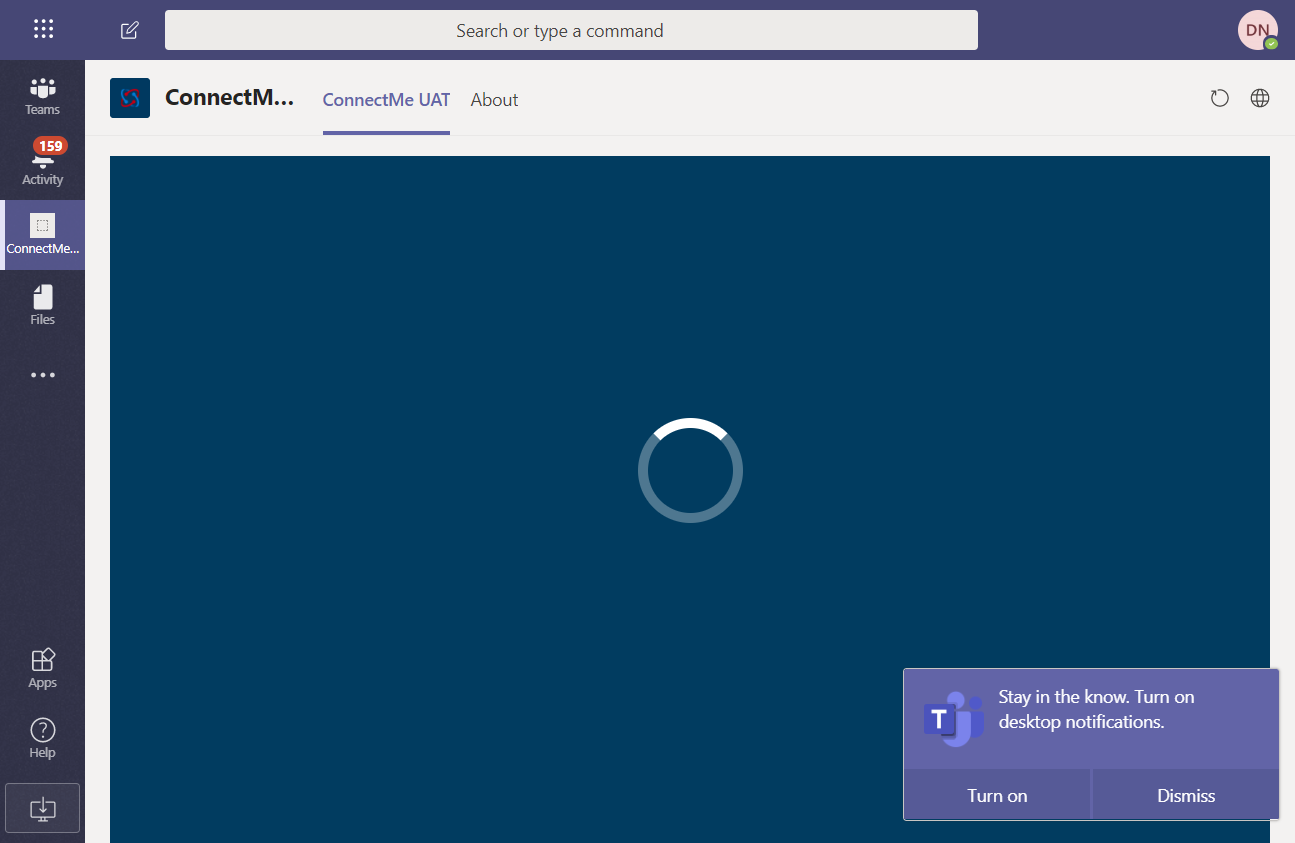 Search or type a command
DN
Teams
159
Activity
ConnectMe...
Files
Apps
Help
ConnectM...
ConnectMe UAT
About
T
Stay in the know. Turn on
desktop notifications.
Turn on
Dismiss